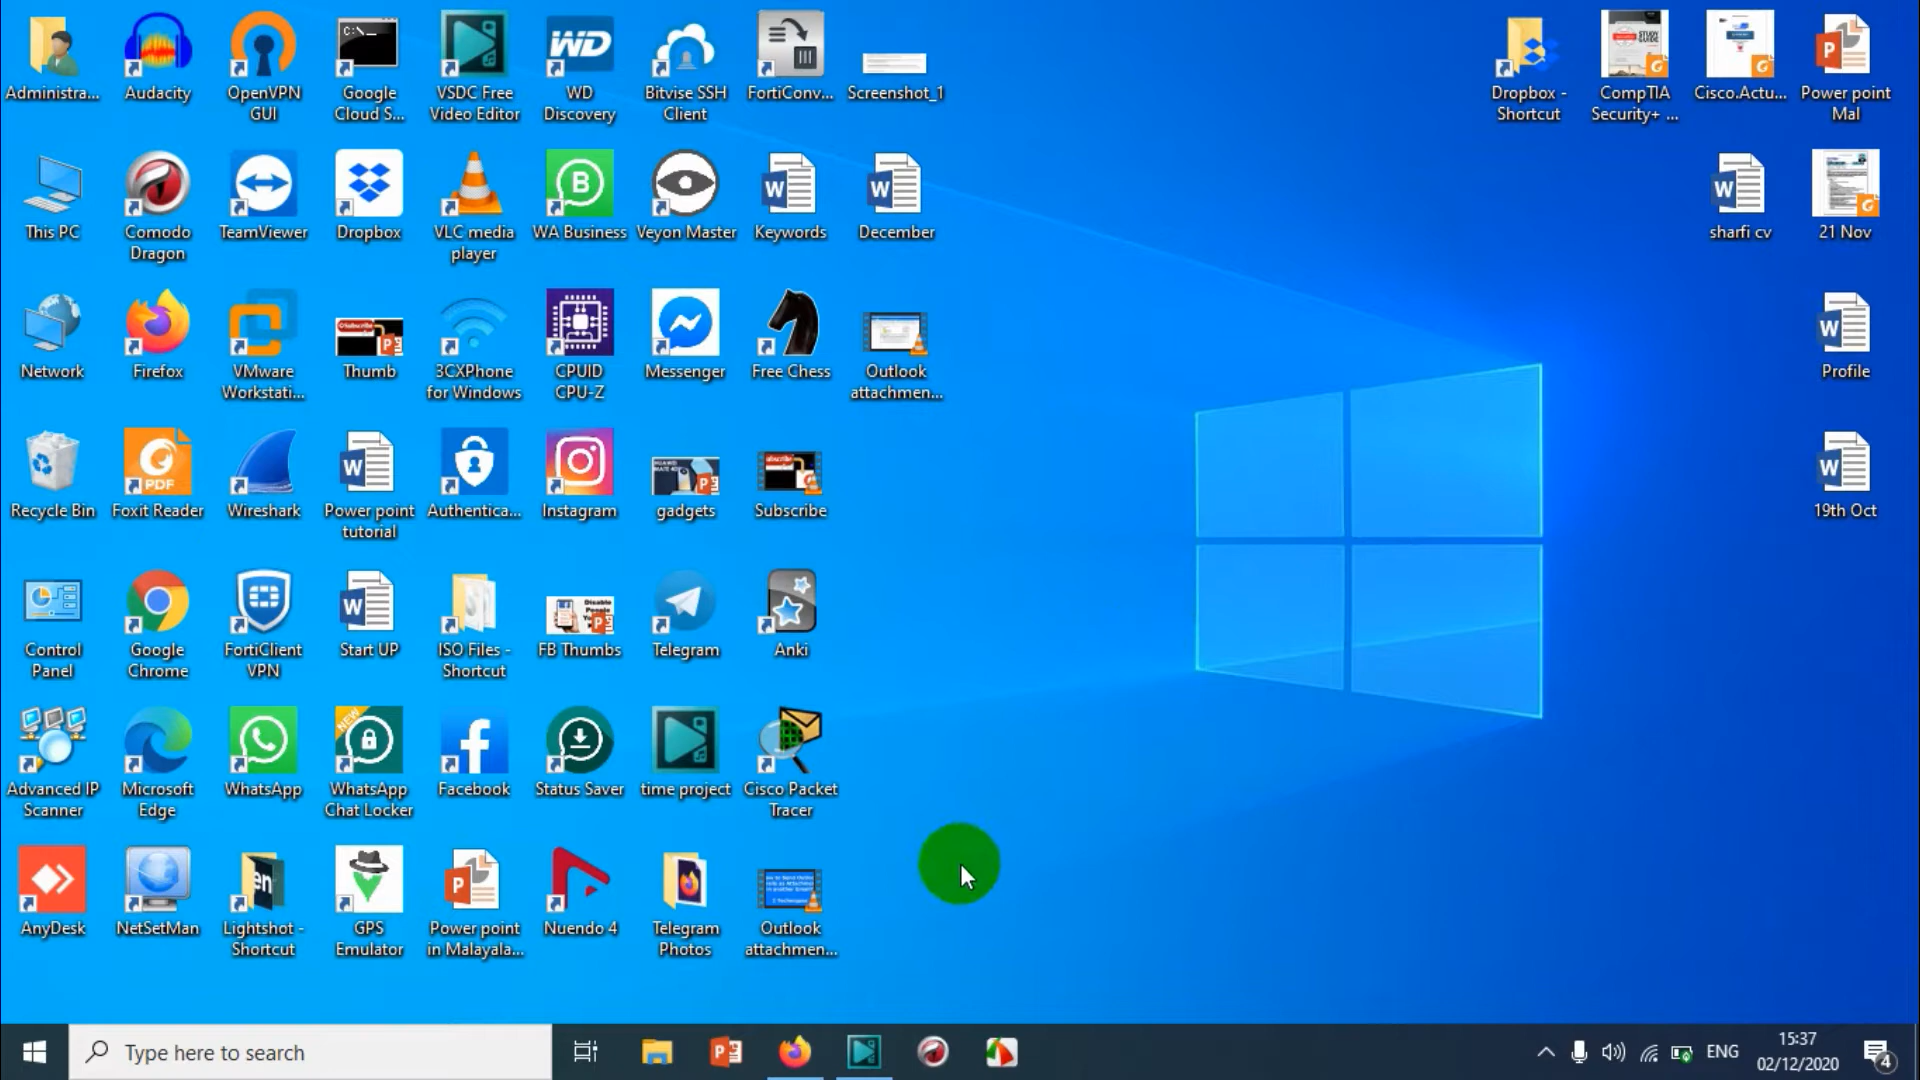 Administra...
Audacity
OpenVPN
GUI
Google
Cloud S...
VSDC Free
Video Editor
WD
Discovery
Bitvise SSH
Client
FortiConv...
Screenshot_1
Dropbox -
Shortcut
CompTIA
Security+ ...
Cisco.Actu...
Power point
Mal
This PC
Comodo
Dragon
TeamViewer
Dropbox
VLC media
player
WA Business
Veyon Master
Keywords
December
sharfi cv
21 Nov
Network
Firefox
VMware
Workstati...
Thumb
3CXPhone
for Windows
CPUID
CPU-Z
Messenger
Free Chess
Outlook
attachmen...
Profile
Recycle Bin
Foxit Reader
Wireshark
Power point
tutorial
Authentica...
Instagram
gadgets
Subscribe
19th Oct
Control
Panel
Google
Chrome
FortiClient
VPN
Start UP
ISO Files -
Shortcut
FB Thumbs
Telegram
Anki
Advanced IP
Scanner
Microsoft
Edge
WhatsApp
WhatsApp
Chat Locker
Facebook
Status Saver
time project
Cisco Packet
Tracer
AnyDesk
NetSetMan
Lightshot -
Shortcut
GPS
Emulator
Power point
in Malayala...
Nuendo 4
Telegram
Photos
Outlook
attachmen...
Type here to search
ENG
15:37
02/12/2020
4